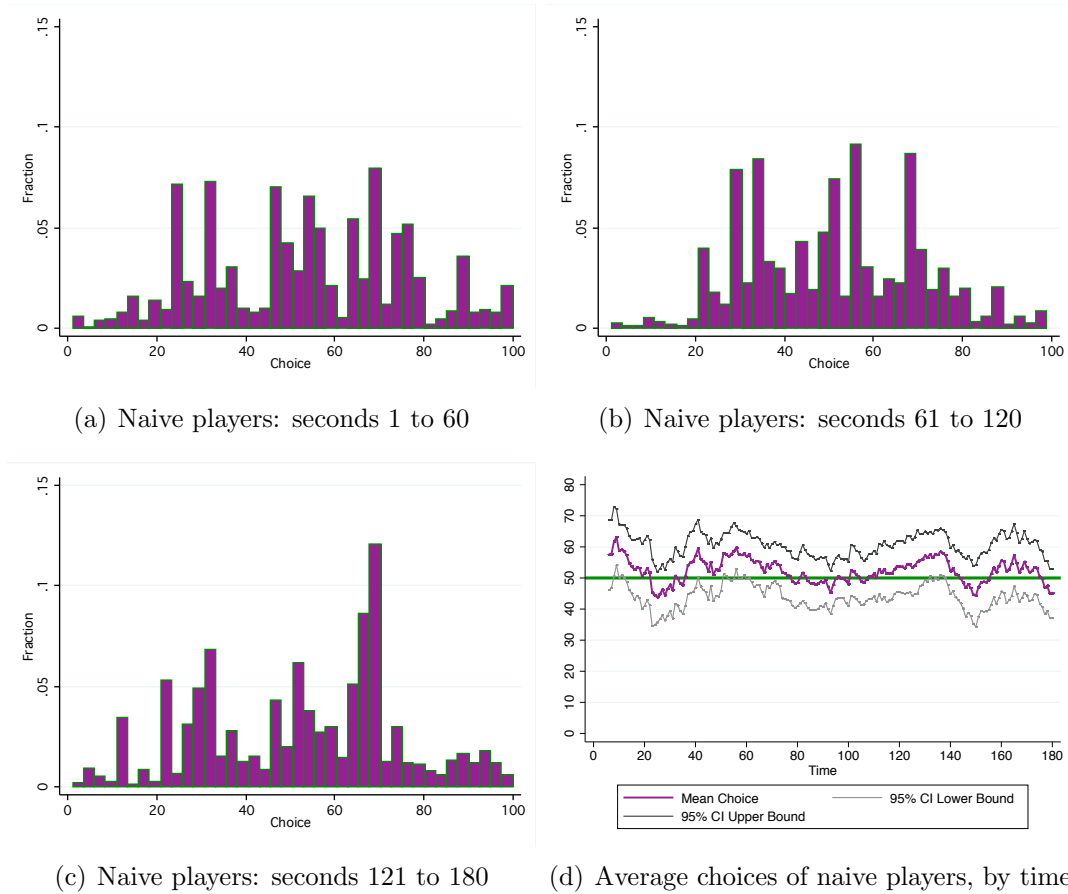 .15
.1
.05
0
Fraction
0 20 40 60 80 100
Choice
(a) Naive players: seconds 1 to 60
.15
.1
.05
0
Fraction
0 20 40 60 80 100
Choice
(b) Naive players: seconds 61 to 120
.15
.1
.05
0
Fraction
0 20 40 60 80 100
Choice
(c) Naive players: seconds 121 to 180
80
70
60
50
40
30
20
10
0
0 20 40 60 80 100 120 140 160 180
Time
Mean Choice 95% CI Lower Bound
95% CI Upper Bound
(d) Average choices of naive players, by time